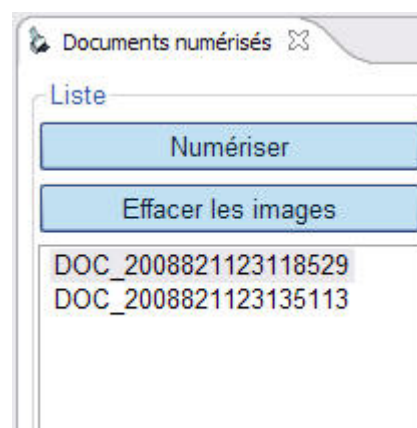 Documents numérisés
Liste
Numériser
Effacer les images
DOC_2008821123118529
DOC_2008821123135113